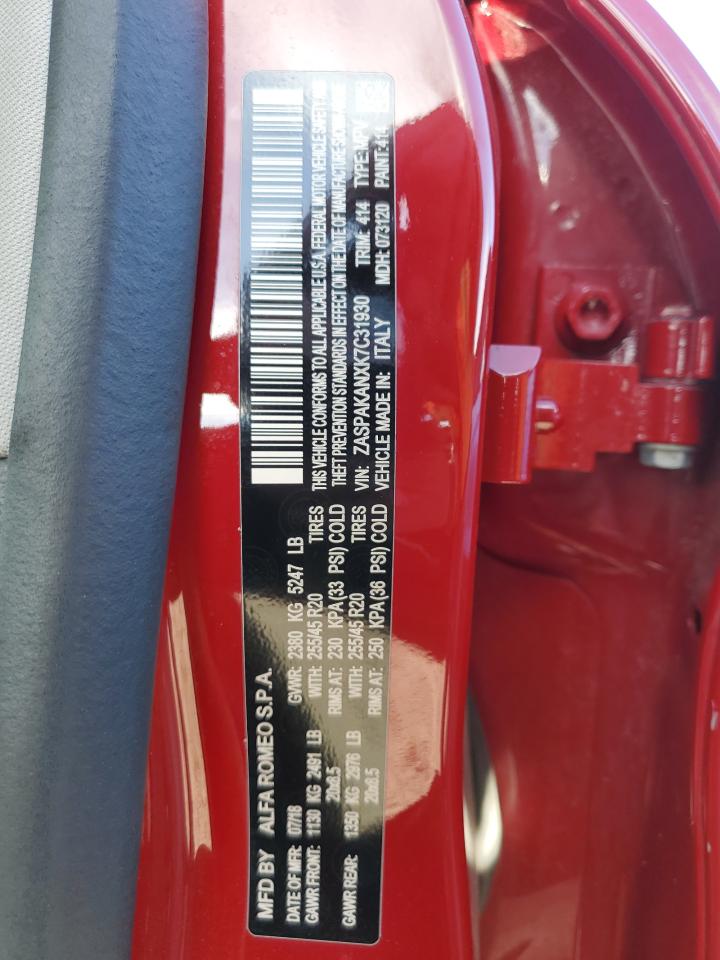 MFD BY ALFA ROMEO S.P.A.
DATE OF MFR: 07/18 GVWR: 2380 KG 5247 LB
GAWR FRONT: 1130 KG 2491 LB WITH: 255/45 R20 TIRES
20x8.5 RIMS AT: 230 KPA(33 PSI) COLD
GAWR REAR: 1350 KG 2976 LB WITH: 255/45 R20 TIRES
20x8.5 RIMS AT: 250 KPA(36 PSI) COLD
THIS VEHICLE CONFORMS TO ALL APPLICABLE U.S.A. FEDERAL MOTOR VEHICLE SAFETY AND
THEFT PREVENTION STANDARDS IN EFFECT ON THE DATE OF MANUFACTURE SHOWN ABOVE
VIN: ZASPAKANXK7C31930 TRIM: 414 TYPE: MPV
VEHICLE MADE IN: ITALY MDH: 073120 PAINT: 414